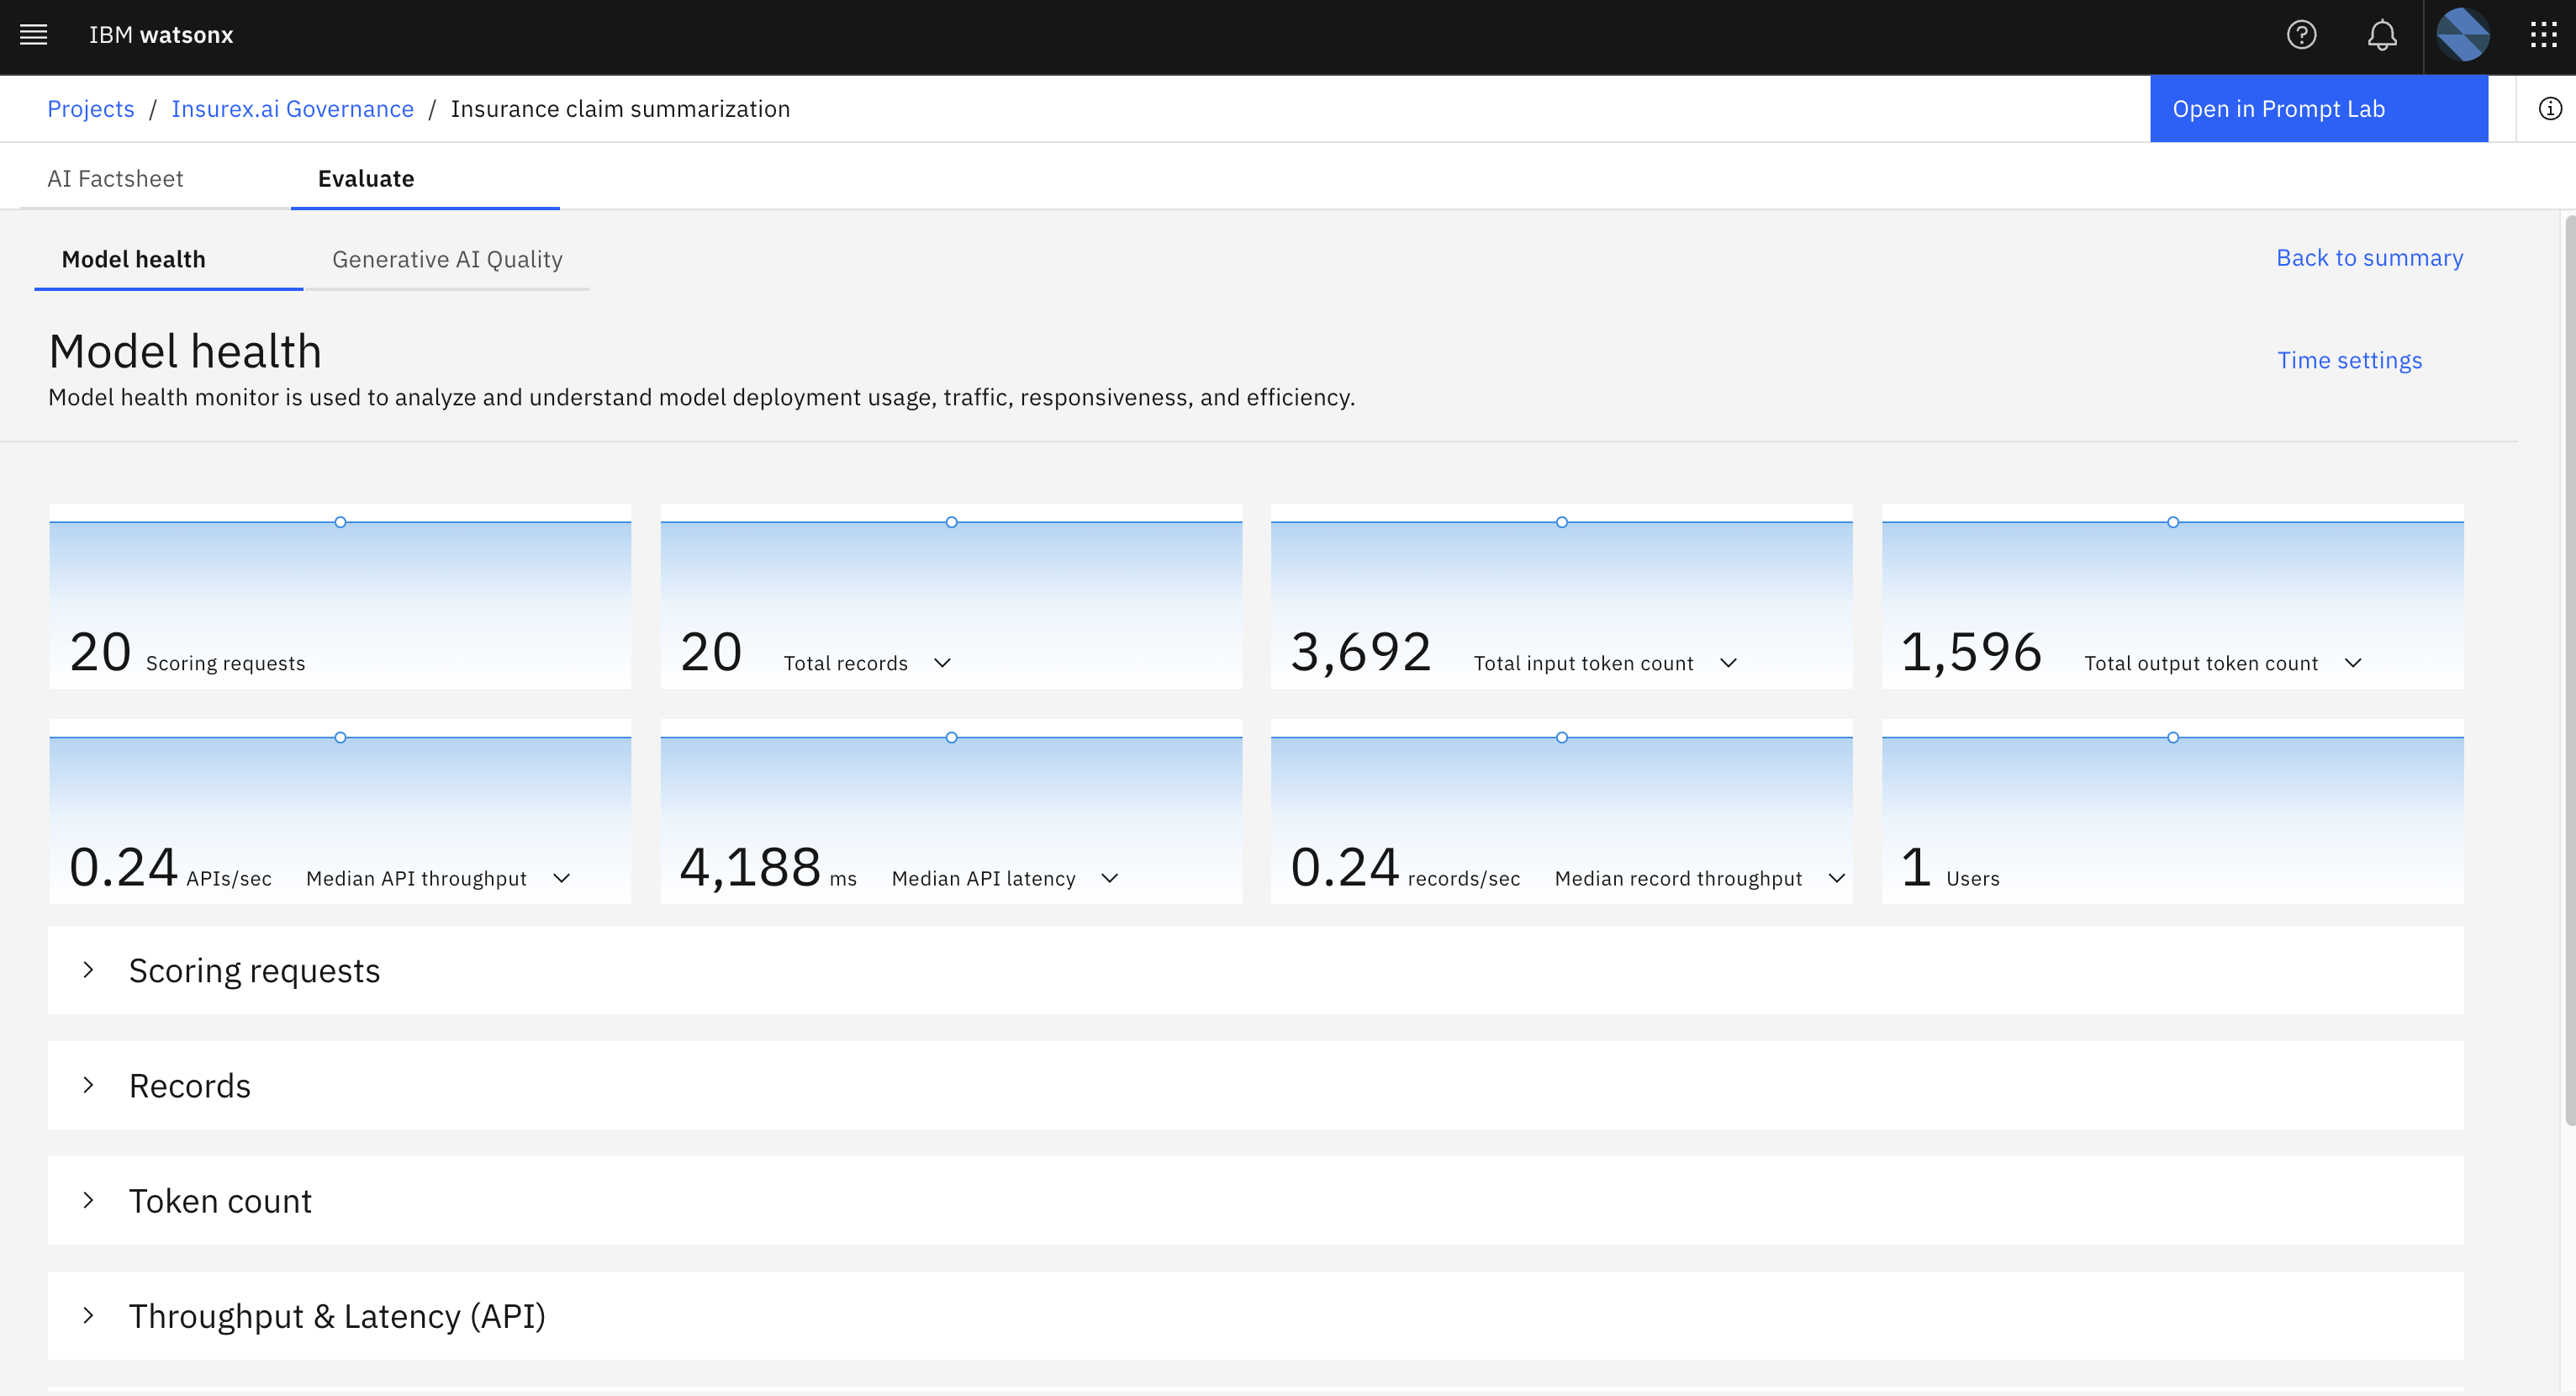 IBM watsonx
Projects / Insurex.ai Governance / Insurance claim summarization
Open in Prompt Lab
AI Factsheet
Evaluate
Model health
Generative AI Quality
Back to summary
Model health
Time settings
Model health monitor is used to analyze and understand model deployment usage, traffic, responsiveness, and efficiency.
20 Scoring requests
20 Total records
3,692 Total input token count
1,596 Total output token count
0.24 APIs/sec Median API throughput
4,188 ms Median API latency
0.24 records/sec Median record throughput
1 Users
Scoring requests
Records
Token count
Throughput & Latency (API)